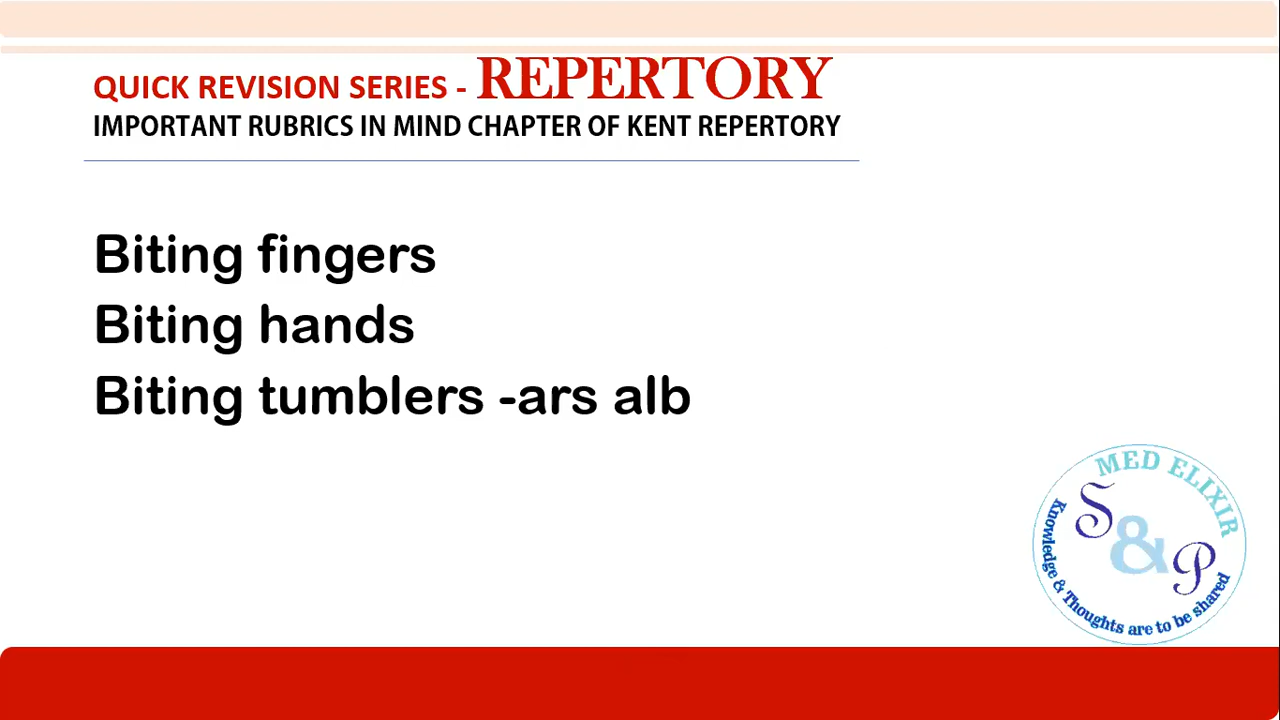 QUICK REVISION SERIES - REPERTORY
IMPORTANT RUBRICS IN MIND CHAPTER OF KENT REPERTORY
Biting fingers
Biting hands
Biting tumblers -ars alb
MED ELIXIR
S & P
Knowledge & Thoughts are to be shared